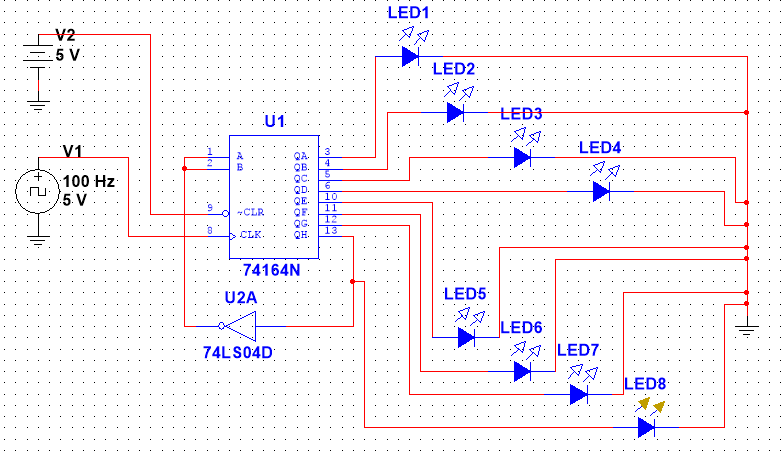 LED1
V2
5 V
LED2
LED3
U1
LED4
V1
100 Hz
5 V
1 A QA 3
2 B QB 4
QC 5
QD 6
QE 10
9 ~CLR QF 11
QG 12
8 CLK QH 13
74164N
U2A
74LS04D
LED5
LED6
LED7
LED8